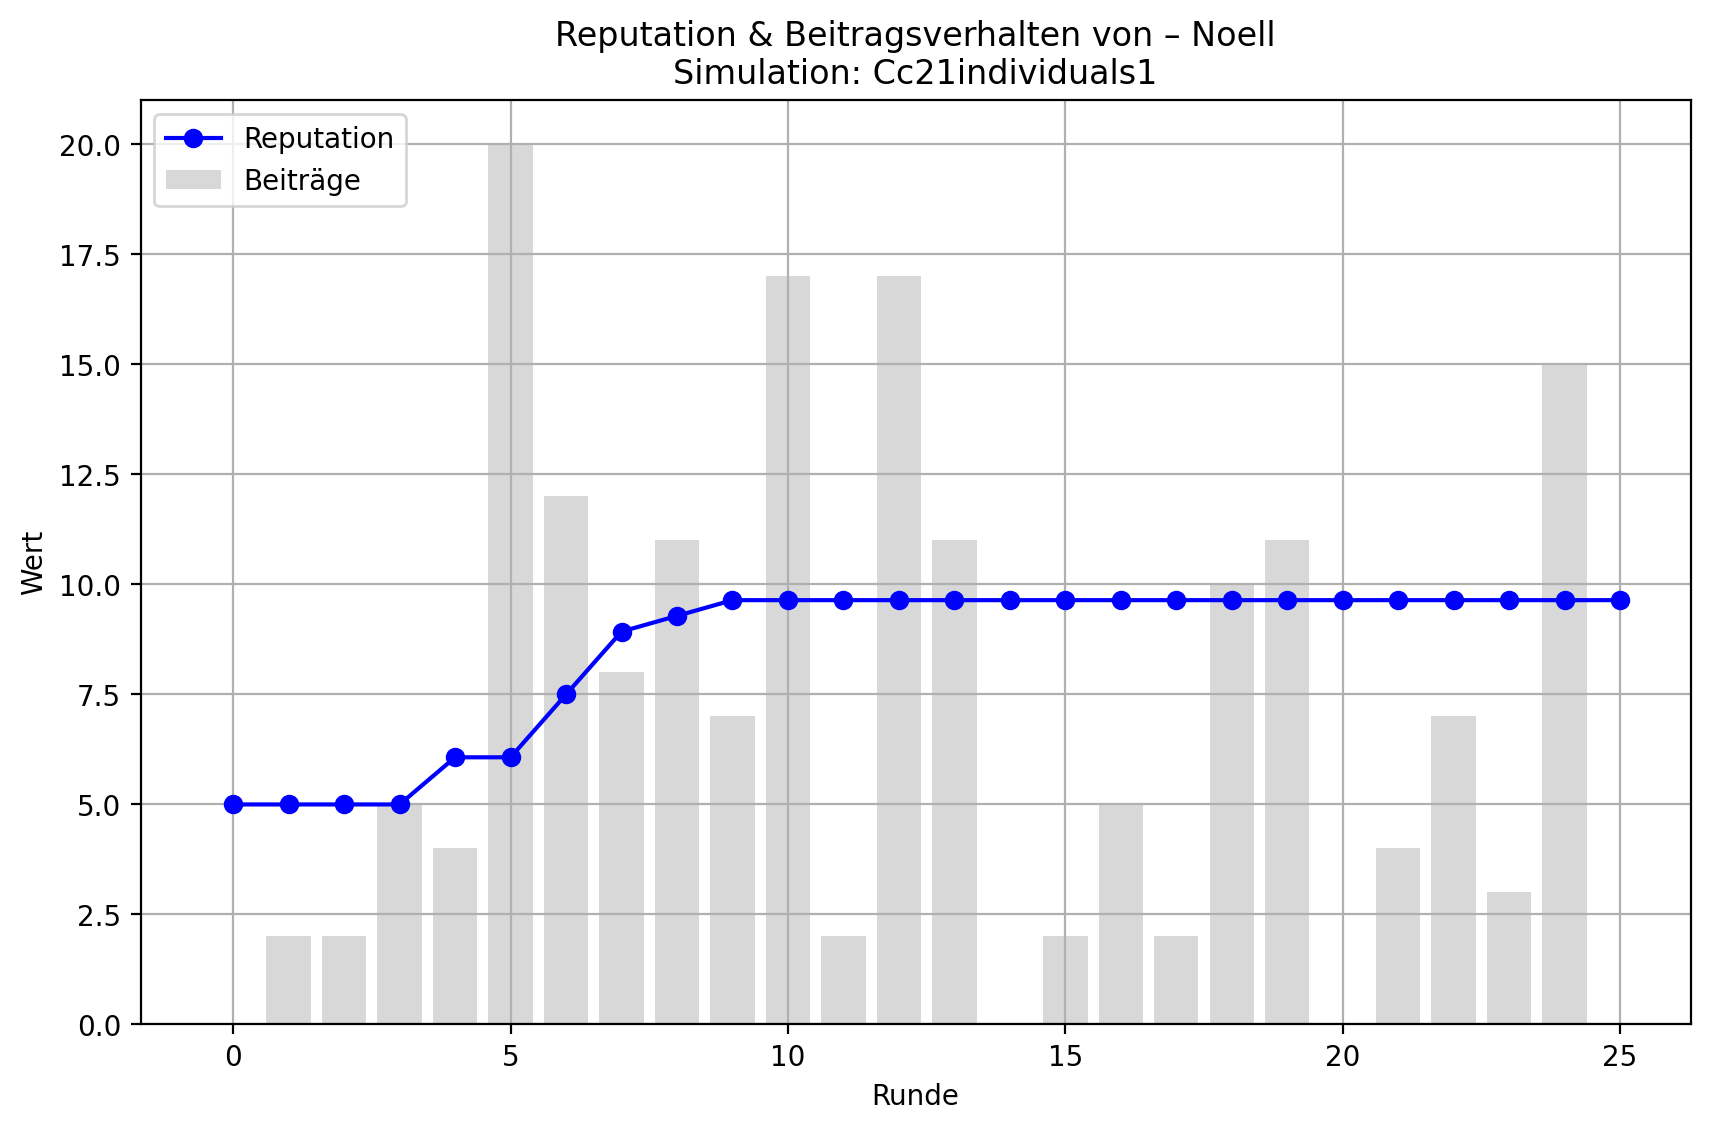 Reputation & Beitragsverhalten von – Noell
Simulation: Cc21individuals1
Reputation
Beiträge
20.0
17.5
15.0
12.5
10.0
7.5
5.0
2.5
0.0
Wert
0 5 10 15 20 25
Runde